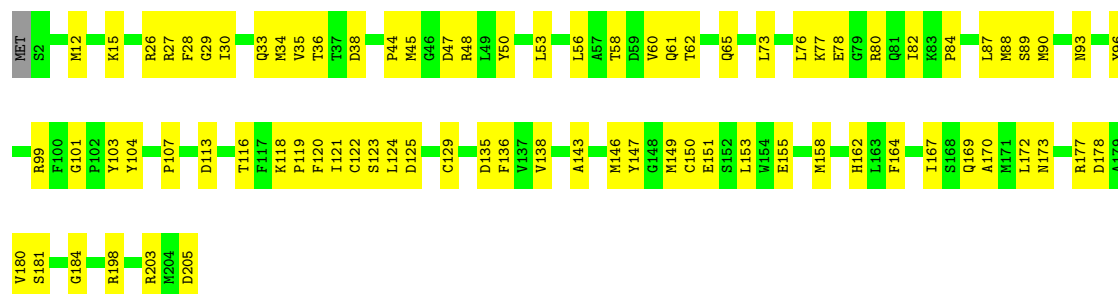 MET S2 M12 K15 R26 R27 F28 G29 I30 Q33 M34 V35 T36 T37 D38 P44 M45 G46 D47 R48 L49 Y50 L53 L56 A57 T58 D59 V60 Q61 T62 Q65 L73 L76 K77 E78 G79 R80 Q81 I82 K83 P84 L87 M88 S89 M90 N93 Y96
R99 F100 G101 P102 Y103 Y104 P107 D113 T116 F117 K118 P119 F120 I121 C122 S123 L124 D125 C129 D135 F136 V137 V138 A143 M146 Y147 G148 M149 C150 E151 S152 L153 W154 E155 M158 H162 L163 F164 I167 S168 Q169 A170 M171 L172 N173 R177 D178 A179
V180 S181 G184 R198 R203 M204 D205